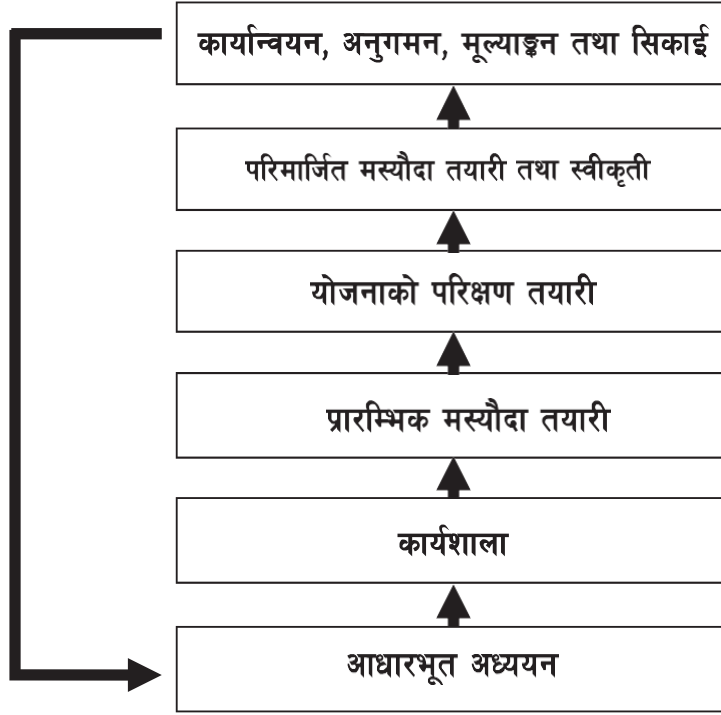 कार्यान्वयन, अनुगमन, मूल्याङ्कन तथा सिकाई
परिमार्जित मस्यौदा तयारी तथा स्वीकृती
योजनाको परिक्षण तयारी
प्रारम्भिक मस्यौदा तयारी
कार्यशाला
आधारभूत अध्ययन